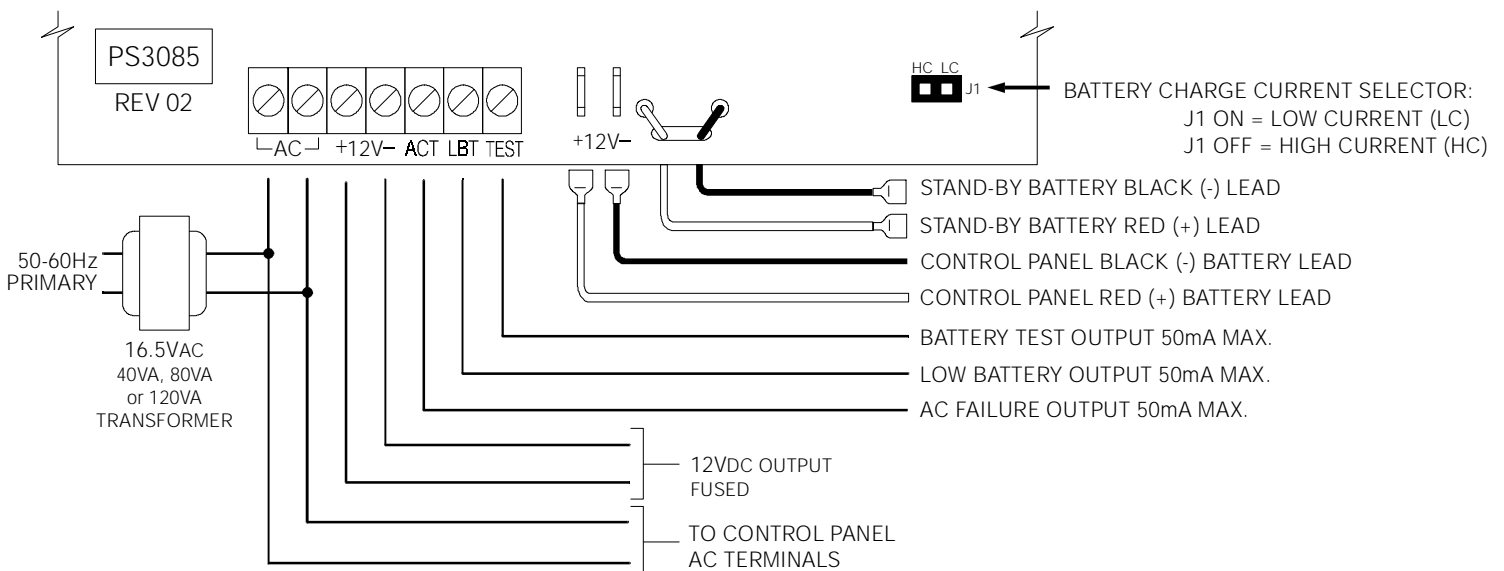 PS3085
REV 02
HC LC
J1
BATTERY CHARGE CURRENT SELECTOR:
J1 ON = LOW CURRENT (LC)
J1 OFF = HIGH CURRENT (HC)
AC +12V− ACT LBT TEST
+12V−
STAND-BY BATTERY BLACK (-) LEAD
STAND-BY BATTERY RED (+) LEAD
CONTROL PANEL BLACK (-) BATTERY LEAD
CONTROL PANEL RED (+) BATTERY LEAD
BATTERY TEST OUTPUT 50mA MAX.
LOW BATTERY OUTPUT 50mA MAX.
AC FAILURE OUTPUT 50mA MAX.
50-60Hz
PRIMARY
16.5VAC
40VA, 80VA
or 120VA
TRANSFORMER
12VDC OUTPUT
FUSED
TO CONTROL PANEL
AC TERMINALS